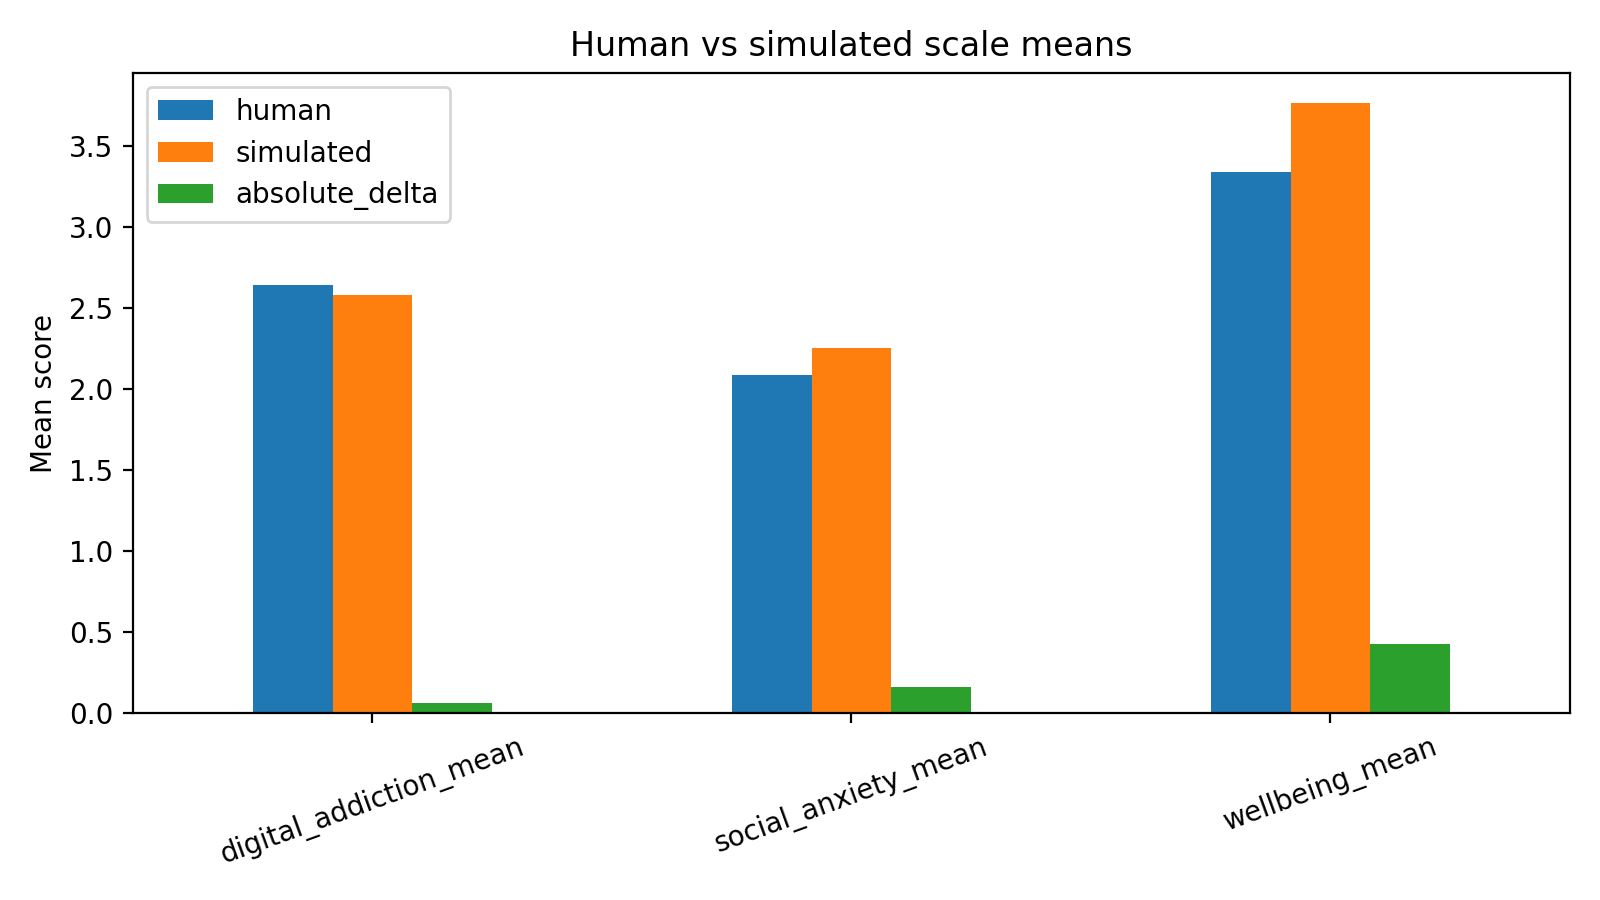 Human vs simulated scale means
human
simulated
absolute_delta
Mean score
3.5
3.0
2.5
2.0
1.5
1.0
0.5
0.0
digital_addiction_mean
social_anxiety_mean
wellbeing_mean